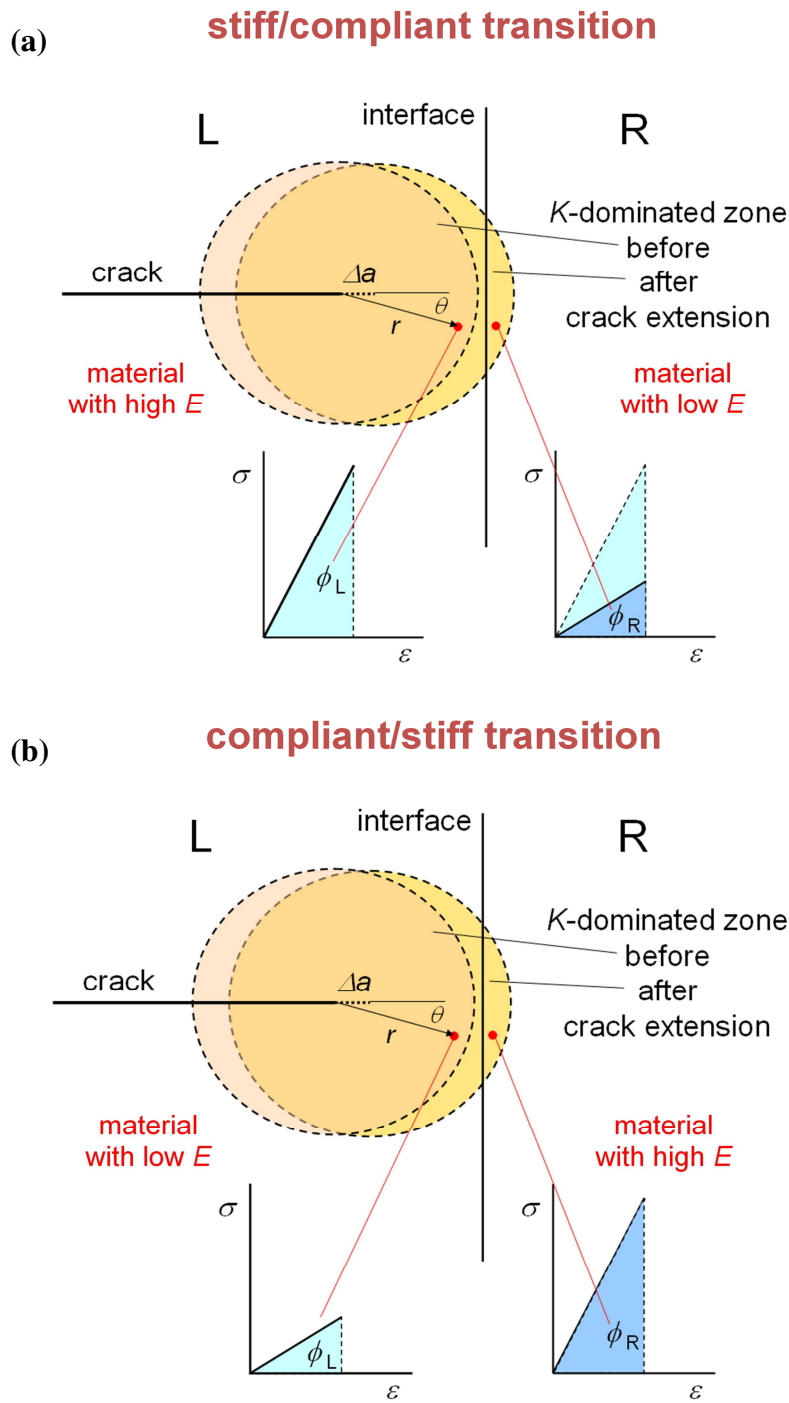 (a)
stiff/compliant transition
interface
L
R
K-dominated zone
before
after
crack extension
crack
Δa
θ
r
material
with high E
material
with low E
σ
ϕL
ε
σ
ϕR
ε
(b)
compliant/stiff transition
interface
L
R
K-dominated zone
before
after
crack extension
crack
Δa
θ
r
material
with low E
material
with high E
σ
ϕL
ε
σ
ϕR
ε